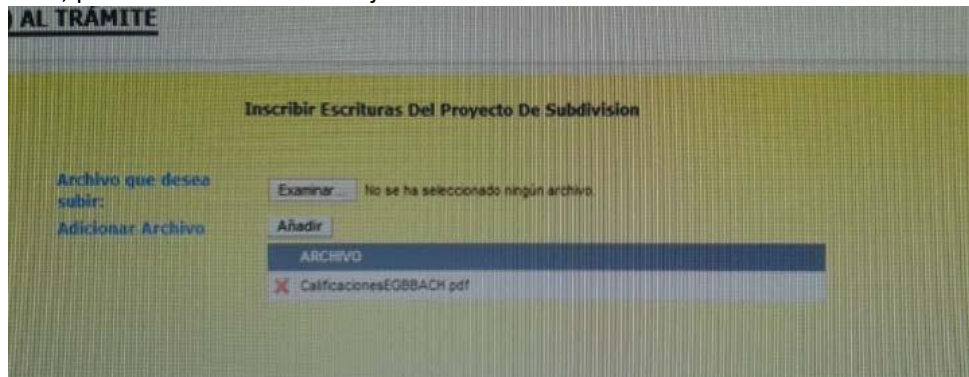 AL TRÁMITE
Inscribir Escrituras Del Proyecto De Subdivision
Archivo que desea
subir:
Examinar... No se ha seleccionado ningún archivo.
Adicionar Archivo
Añadir
ARCHIVO
CalificacionesEGBBACH.pdf